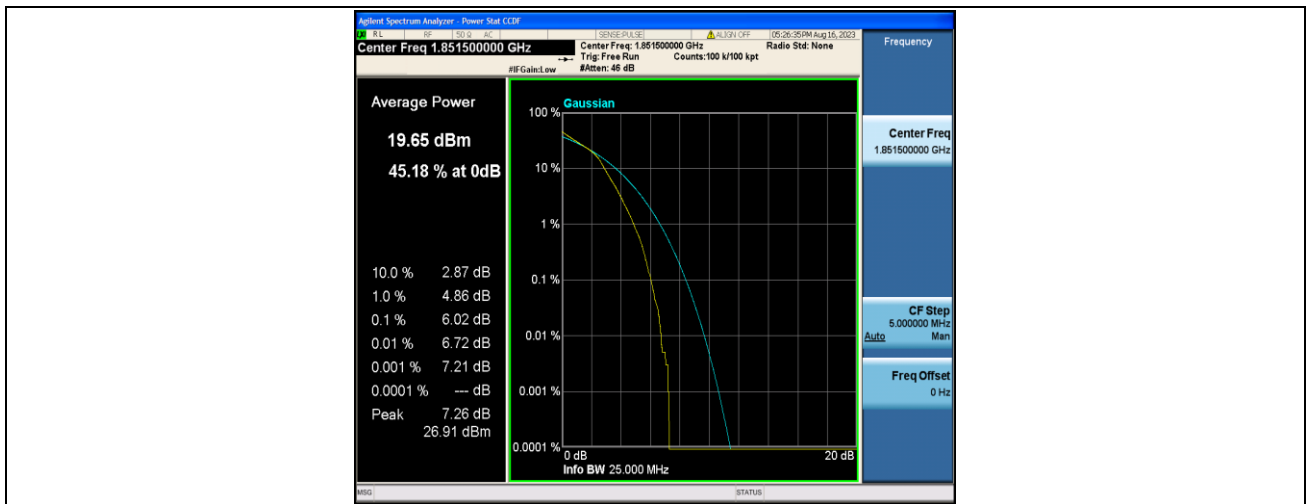 Agilent Spectrum Analyzer - Power Stat CCDF
RL RF 50 Ω AC SENSE:PULSE ALIGN OFF 05:26:35 PM Aug 16, 2023
Center Freq 1.851500000 GHz
Center Freq: 1.851500000 GHz Radio Std: None
Trig: Free Run Counts:100 k/100 kpt
#IFGain:Low #Atten: 46 dB
Frequency
Average Power
19.65 dBm
45.18 % at 0dB
10.0 % 2.87 dB
1.0 % 4.86 dB
0.1 % 6.02 dB
0.01 % 6.72 dB
0.001 % 7.21 dB
0.0001 % --- dB
Peak 7.26 dB
26.91 dBm
Gaussian
100 %
10 %
1 %
0.1 %
0.01 %
0.001 %
0.0001 %
0 dB 20 dB
Info BW 25.000 MHz
Center Freq
1.851500000 GHz
CF Step
5.000000 MHz
Auto Man
Freq Offset
0 Hz
MSG STATUS